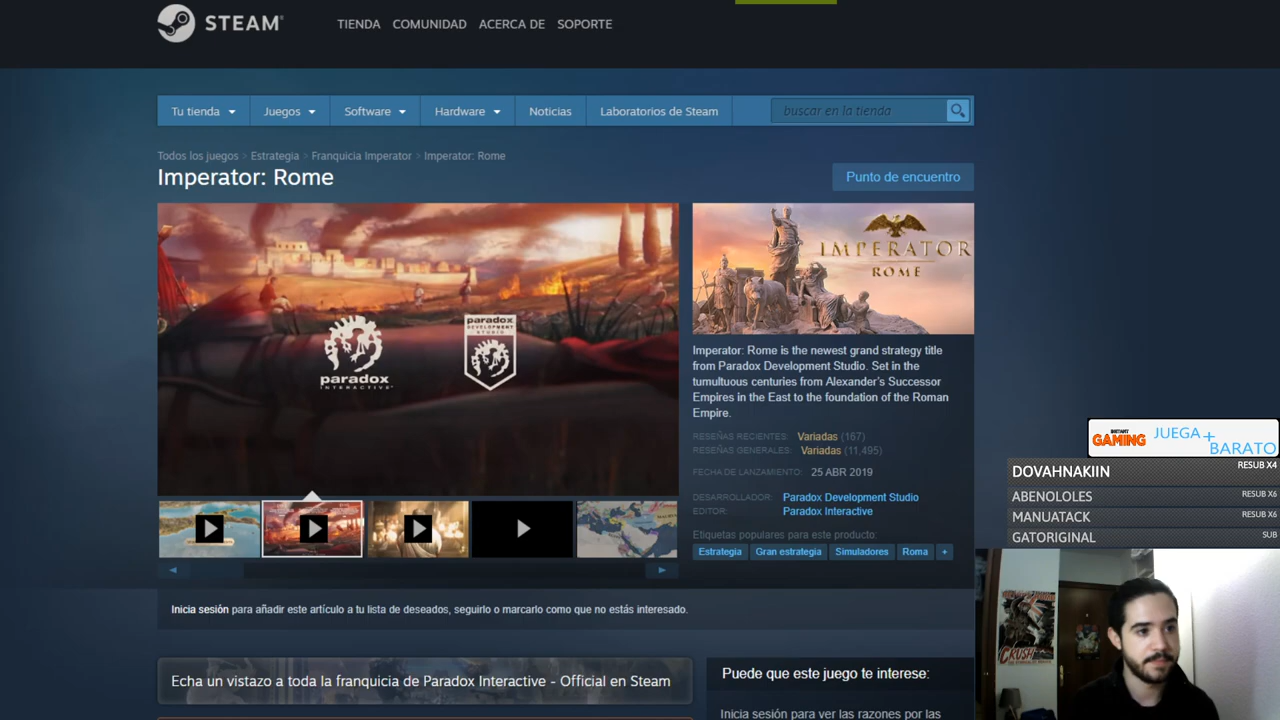 STEAM®
TIENDA COMUNIDAD ACERCA DE SOPORTE
Tu tienda Juegos Software Hardware Noticias Laboratorios de Steam buscar en la tienda
Todos los juegos > Estrategia > Franquicia Imperator > Imperator: Rome
Imperator: Rome
Punto de encuentro
paradox
INTERACTIVE
paradox
DEVELOPMENT
STUDIO
IMPERATOR
ROME
Imperator: Rome is the newest grand strategy title
from Paradox Development Studio. Set in the
tumultuous centuries from Alexander's Successor
Empires in the East to the foundation of the Roman
Empire.
RESEÑAS RECIENTES: Variadas (167)
RESEÑAS GENERALES: Variadas (11,495)
FECHA DE LANZAMIENTO: 25 ABR 2019
DESARROLLADOR: Paradox Development Studio
EDITOR: Paradox Interactive
Etiquetas populares para este producto:
Estrategia Gran estrategia Simuladores Roma +
Inicia sesión para añadir este artículo a tu lista de deseados, seguirlo o marcarlo como que no estás interesado.
Echa un vistazo a toda la franquicia de Paradox Interactive - Official en Steam
Puede que este juego te interese:
Inicia sesión para ver las razones por las
INSTANT
GAMING
JUEGA+
BARATO
DOVAHNAKIIN RESUB X4
ABENOLOLES RESUB X6
MANUATACK RESUB X6
GATORIGINAL SUB
CRUSH